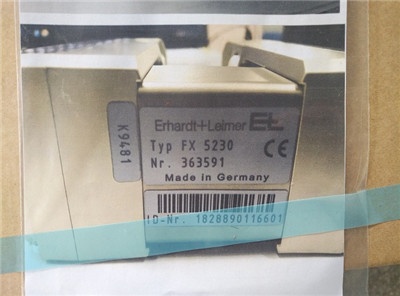 K9481
Erhardt+Leimer E+L
Typ FX 5230
Nr. 363591
CE
Made in Germany
ID-Nr. 1828890116601